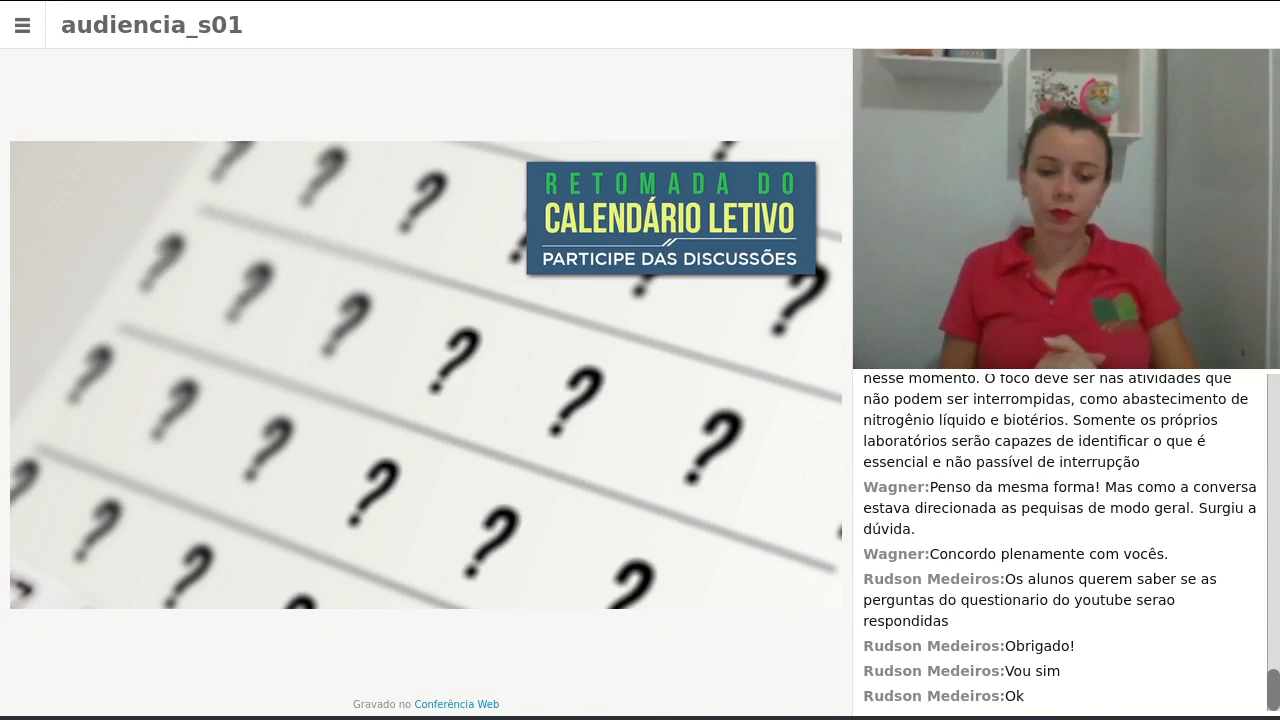 audiencia_s01
RETOMADA DO
CALENDÁRIO LETIVO
PARTICIPE DAS DISCUSSÕES
? ? ?
? ? ? ? ? ?
? ? ? ? ? ?
? ? ? ?
nesse momento. O foco deve ser nas atividades que
não podem ser interrompidas, como abastecimento de
nitrogênio líquido e biotérios. Somente os próprios
laboratórios serão capazes de identificar o que é
essencial e não passível de interrupção
Wagner:Penso da mesma forma! Mas como a conversa
estava direcionada as pequisas de modo geral. Surgiu a
dúvida.
Wagner:Concordo plenamente com vocês.
Rudson Medeiros:Os alunos querem saber se as
perguntas do questionario do youtube serao
respondidas
Rudson Medeiros:Obrigado!
Rudson Medeiros:Vou sim
Rudson Medeiros:Ok
Gravado no Conferência Web